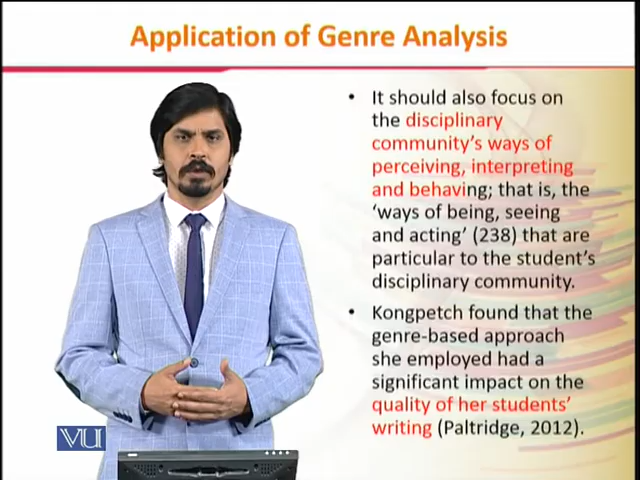 Application of Genre Analysis
• It should also focus on
the disciplinary
community's ways of
perceiving, interpreting
and behaving; that is, the
'ways of being, seeing
and acting' (238) that are
particular to the student's
disciplinary community.
• Kongpetch found that the
genre-based approach
she employed had a
significant impact on the
quality of her students'
writing (Paltridge, 2012).
VU